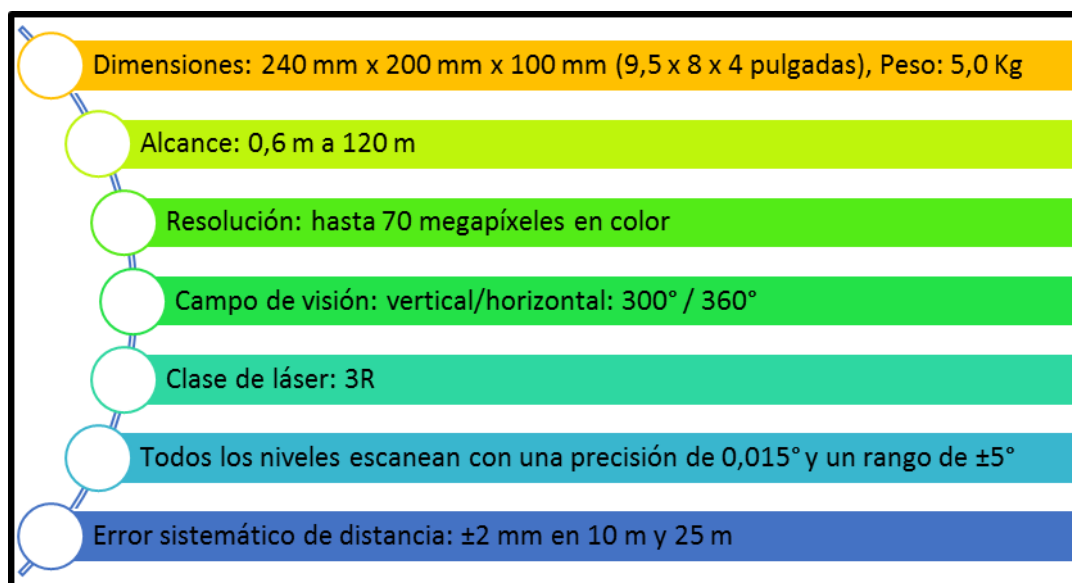 Dimensiones: 240 mm x 200 mm x 100 mm (9,5 x 8 x 4 pulgadas), Peso: 5,0 Kg
Alcance: 0,6 m a 120 m
Resolución: hasta 70 megapíxeles en color
Campo de visión: vertical/horizontal: 300° / 360°
Clase de láser: 3R
Todos los niveles escanean con una precisión de 0,015° y un rango de ±5°
Error sistemático de distancia: ±2 mm en 10 m y 25 m